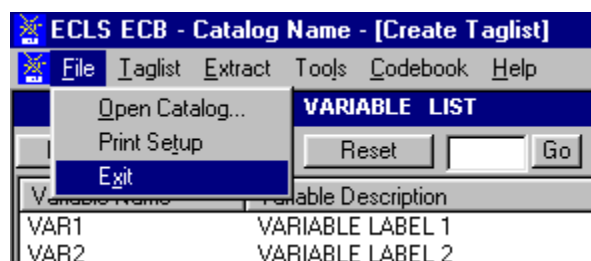 ECLS ECB - Catalog Name - [Create Taglist]
File Taglist Extract Tools Codebook Help
Open Catalog... VARIABLE LIST
Print Setup Reset Go
Exit
Variable Description
VAR1 VARIABLE LABEL 1
VAR2 VARIABLE LABEL 2